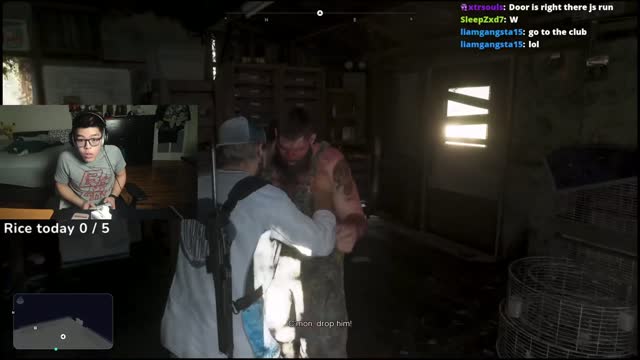 Txtrsouls: Door is right there js run
SleepZxd7: W
liamgangsta15: go to the club
liamgangsta15: lol
Rice today 0 / 5
C'mon, drop him!